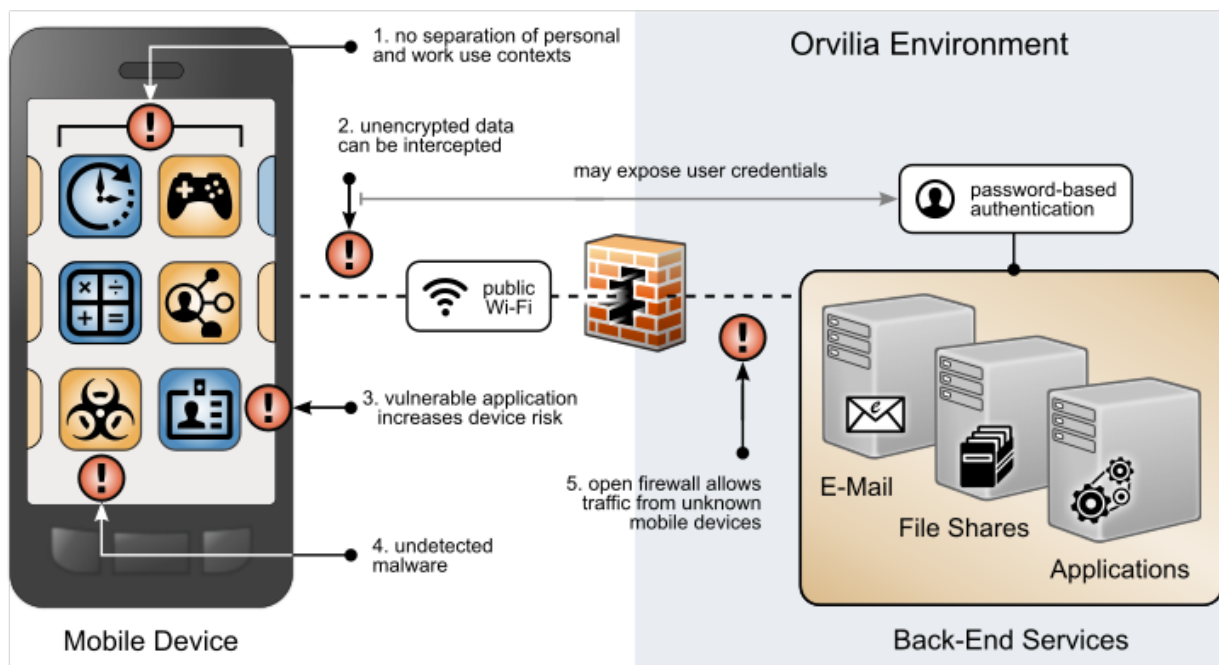 1. no separation of personal
and work use contexts
Orvilia Environment
2. unencrypted data
can be intercepted
may expose user credentials
password-based
authentication
public
Wi-Fi
3. vulnerable application
increases device risk
5. open firewall allows
traffic from unknown
mobile devices
4. undetected
malware
e
E-Mail
File Shares
Applications
Mobile Device
Back-End Services